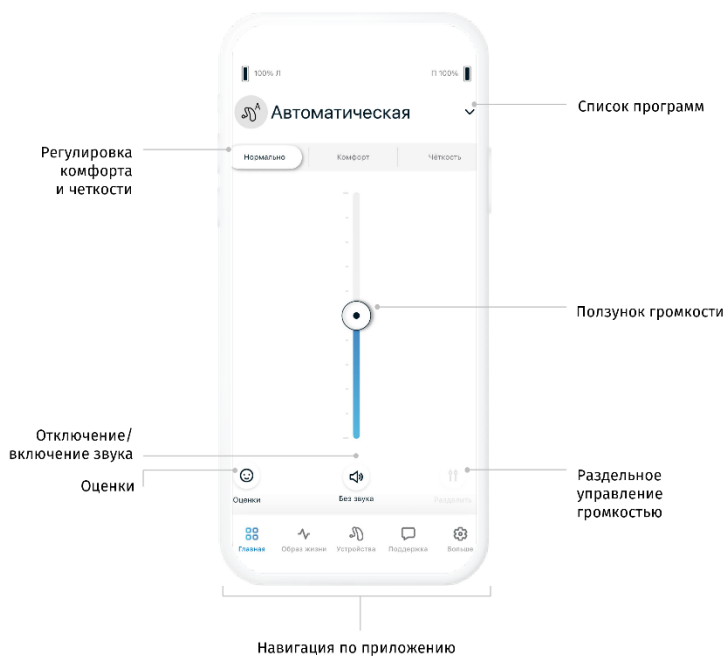 100% Л
П 100%
Автоматическая
Список программ
Регулировка
комфорта
и четкости
Нормально
Комфорт
Чёткость
Ползунок громкости
Отключение/
включение звука
Оценки
Оценки
Без звука
Разделить
Раздельное
управление
громкостью
Главная
Образ жизни
Устройства
Поддержка
Больше
Навигация по приложению